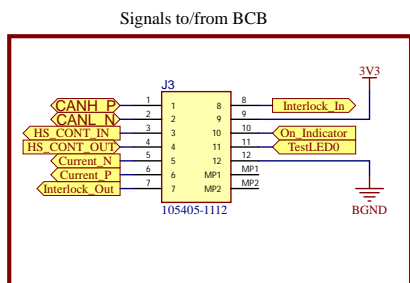 Signals to/from BCB
3V3
J3
CANH_P 1 1 8 8 Interlock_In
CANL_N 2 2 9 9
HS_CONT_IN 3 3 10 10 On_Indicator
HS_CONT_OUT 4 4 11 11 TestLED0
Current_N 5 5 12 12
Current_P 6 6 MP1 MP1
Interlock_Out 7 7 MP2 MP2
105405-1112
BGND